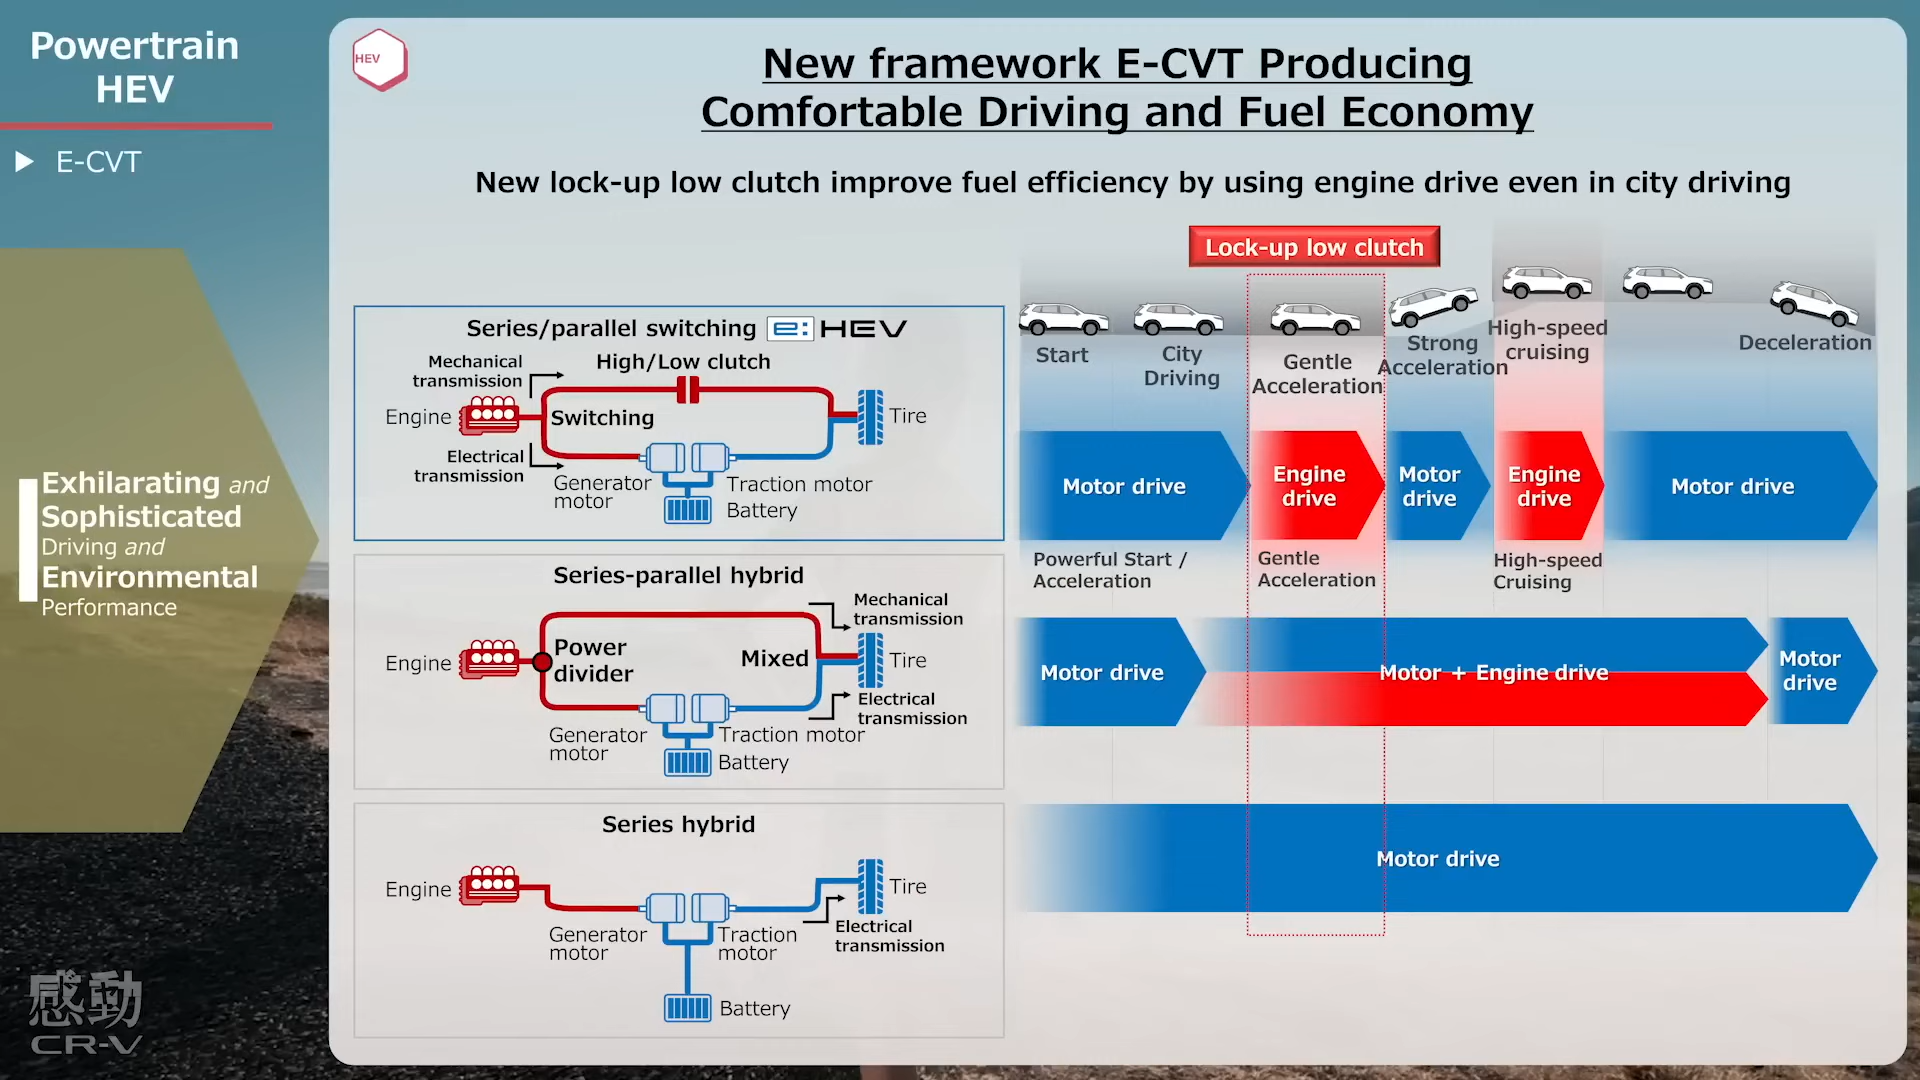 Powertrain
HEV
E-CVT
Exhilarating and
Sophisticated
Driving and
Environmental
Performance
感動
CR-V
HEV
New framework E-CVT Producing
Comfortable Driving and Fuel Economy
New lock-up low clutch improve fuel efficiency by using engine drive even in city driving
Series/parallel switching e:HEV
Mechanical
transmission
High/Low clutch
Engine
Switching
Tire
Electrical
transmission
Generator
motor
Traction motor
Battery
Series-parallel hybrid
Mechanical
transmission
Engine
Power
divider
Mixed
Tire
Electrical
transmission
Generator
motor
Traction motor
Battery
Series hybrid
Engine
Tire
Generator
motor
Traction
motor
Electrical
transmission
Battery
Lock-up low clutch
Start
City
Driving
Gentle
Acceleration
Strong
Acceleration
High-speed
cruising
Deceleration
Motor drive
Engine
drive
Motor
drive
Engine
drive
Motor drive
Powerful Start /
Acceleration
Gentle
Acceleration
High-speed
Cruising
Motor drive
Motor + Engine drive
Motor
drive
Motor drive